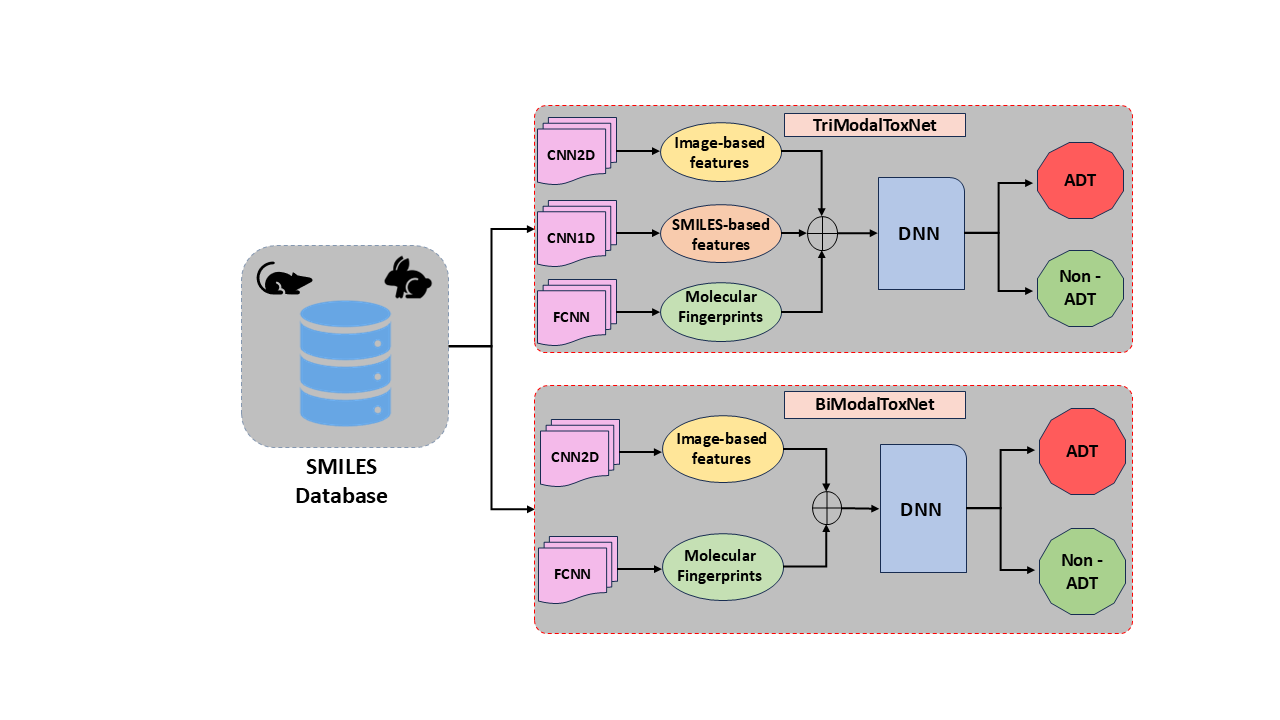 SMILES
Database
TriModalToxNet
CNN2D
Image-based
features
CNN1D
SMILES-based
features
FCNN
Molecular
Fingerprints
DNN
ADT
Non -
ADT
BiModalToxNet
CNN2D
Image-based
features
FCNN
Molecular
Fingerprints
DNN
ADT
Non -
ADT